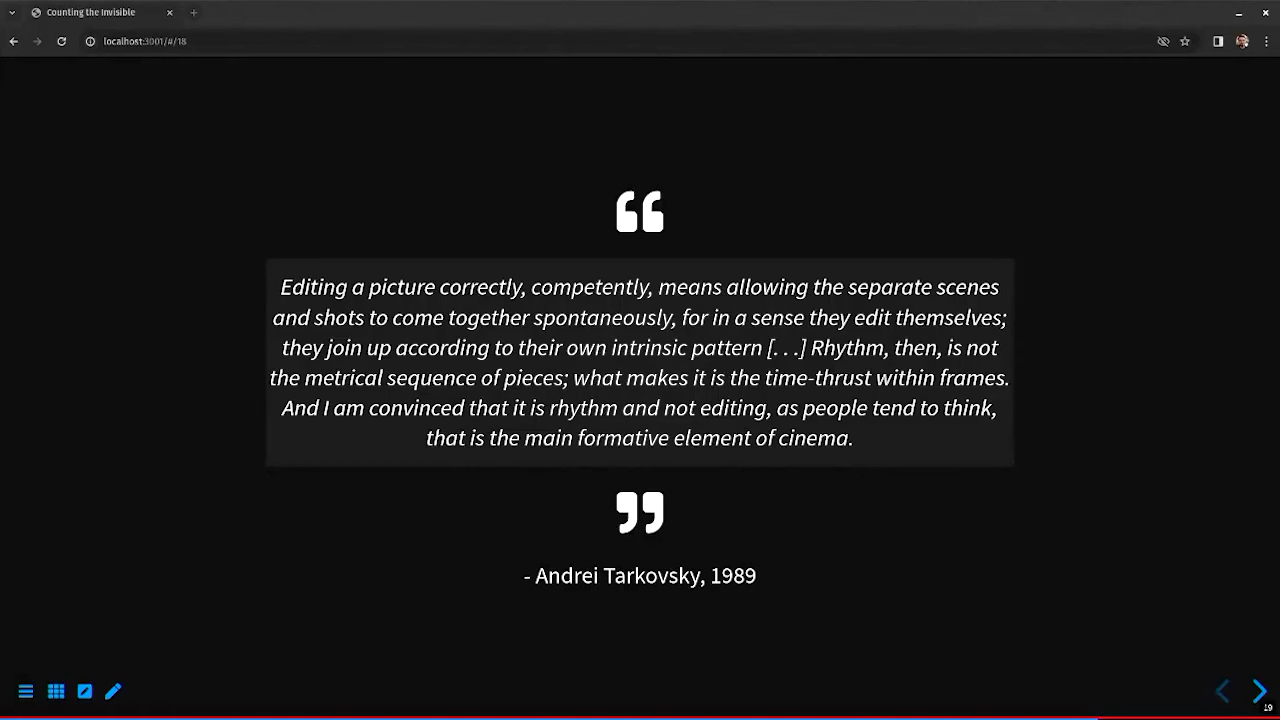 Counting the Invisible
localhost:3001/#/18
“
Editing a picture correctly, competently, means allowing the separate scenes
and shots to come together spontaneously, for in a sense they edit themselves;
they join up according to their own intrinsic pattern [. . .] Rhythm, then, is not
the metrical sequence of pieces; what makes it is the time-thrust within frames.
And I am convinced that it is rhythm and not editing, as people tend to think,
that is the main formative element of cinema.
”
- Andrei Tarkovsky, 1989
19